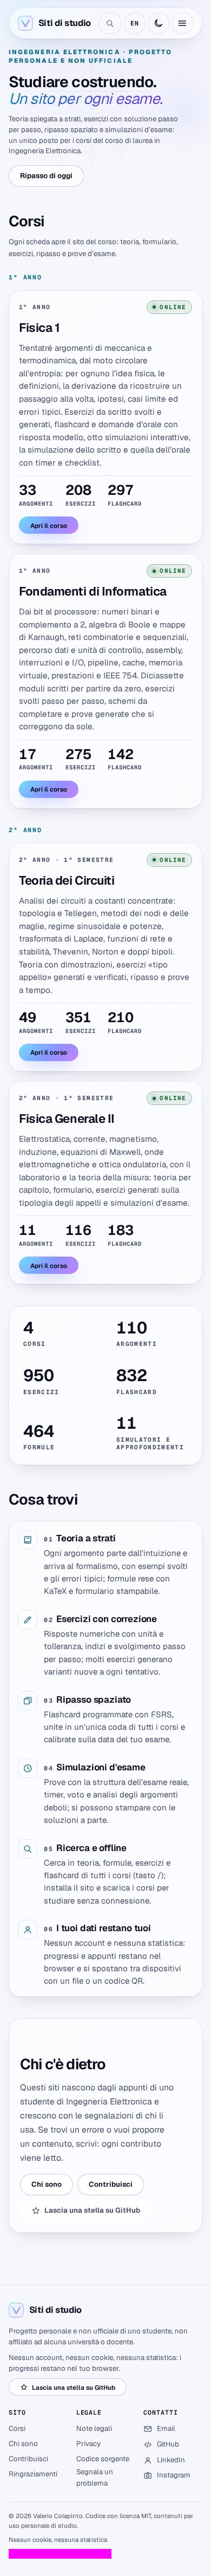 Siti di studio
EN
INGEGNERIA ELETTRONICA · PROGETTO
PERSONALE E NON UFFICIALE
Studiare costruendo.
Un sito per ogni esame.
Teoria spiegata a strati, esercizi con soluzione passo
per passo, ripasso spaziato e simulazioni d'esame:
un unico posto per i corsi del corso di laurea in
Ingegneria Elettronica.
Ripasso di oggi
Corsi
Ogni scheda apre il sito del corso: teoria, formulario,
esercizi, ripasso e prove d'esame.
1º ANNO
1º ANNO
ONLINE
Fisica 1
Trentatré argomenti di meccanica e
termodinamica, dal moto circolare
all'entropia: per ognuno l'idea fisica, le
definizioni, la derivazione da ricostruire un
passaggio alla volta, ipotesi, casi limite ed
errori tipici. Esercizi da scritto svolti e
generati, flashcard e domande d'orale con
risposta modello, otto simulazioni interattive,
la simulazione dello scritto e quella dell'orale
con timer e checklist.
33
208
297
ARGOMENTI
ESERCIZI
FLASHCARD
Apri il corso
1º ANNO
ONLINE
Fondamenti di Informatica
Dai bit al processore: numeri binari e
complemento a 2, algebra di Boole e mappe
di Karnaugh, reti combinatorie e sequenziali,
percorso dati e unità di controllo, assembly,
interruzioni e I/O, pipeline, cache, memoria
virtuale, prestazioni e IEEE 754. Diciassette
moduli scritti per partire da zero, esercizi
svolti passo per passo, schemi da
completare e prove generate che si
correggono da sole.
17
275
142
ARGOMENTI
ESERCIZI
FLASHCARD
Apri il corso
2º ANNO
2º ANNO · 1º SEMESTRE
ONLINE
Teoria dei Circuiti
Analisi dei circuiti a costanti concentrate:
topologia e Tellegen, metodi dei nodi e delle
maglie, regime sinusoidale e potenze,
trasformata di Laplace, funzioni di rete e
stabilità, Thevenin, Norton e doppi bipoli.
Teoria con dimostrazioni, esercizi «tipo
appello» generati e verificati, ripasso e prove
a tempo.
49
351
210
ARGOMENTI
ESERCIZI
FLASHCARD
Apri il corso
2º ANNO · 1º SEMESTRE
ONLINE
Fisica Generale II
Elettrostatica, corrente, magnetismo,
induzione, equazioni di Maxwell, onde
elettromagnetiche e ottica ondulatoria, con il
laboratorio e la teoria della misura: teoria per
capitolo, formulario, esercizi generati sulla
tipologia degli appelli e simulazioni d'esame.
11
116
183
ARGOMENTI
ESERCIZI
FLASHCARD
Apri il corso
4
110
CORSI
ARGOMENTI
950
832
ESERCIZI
FLASHCARD
464
11
FORMULE
SIMULATORI E
APPROFONDIMENTI
Cosa trovi
01 Teoria a strati
Ogni argomento parte dall'intuizione e
arriva al formalismo, con esempi svolti
e gli errori tipici; formule rese con
KaTeX e formulario stampabile.
02 Esercizi con correzione
Risposte numeriche con unità e
tolleranza, indizi e svolgimento passo
per passo; molti esercizi generano
varianti nuove a ogni tentativo.
03 Ripasso spaziato
Flashcard programmate con FSRS,
unite in un'unica coda di tutti i corsi e
calibrate sulla data del tuo esame.
04 Simulazioni d'esame
Prove con la struttura dell'esame reale,
timer, voto e analisi degli argomenti
deboli; si possono stampare con le
soluzioni a parte.
05 Ricerca e offline
Cerca in teoria, formule, esercizi e
flashcard di tutti i corsi (tasto /);
installa il sito e scarica i corsi per
studiare senza connessione.
06 I tuoi dati restano tuoi
Nessun account e nessuna statistica:
progressi e appunti restano nel
browser e si spostano tra dispositivi
con un file o un codice QR.
Chi c'è dietro
Questi siti nascono dagli appunti di uno
studente di Ingegneria Elettronica e
crescono con le segnalazioni di chi li
usa. Se trovi un errore o vuoi proporre
un contenuto, scrivi: ogni contributo
viene letto.
Chi sono
Contribuisci
Lascia una stella su GitHub
Siti di studio
Progetto personale e non ufficiale di uno studente, non
affiliato ad alcuna università o docente.
Nessun account, nessun cookie, nessuna statistica: i
progressi restano nel tuo browser.
Lascia una stella su GitHub
SITO
LEGALE
CONTATTI
Corsi
Note legali
Email
Chi sono
Privacy
GitHub
Contribuisci
Codice sorgente
LinkedIn
Ringraziamenti
Segnala un
problema
Instagram
© 2026 Valerio Colapinto. Codice con licenza MIT, contenuti per
uso personale di studio.
Nessun cookie, nessuna statistica